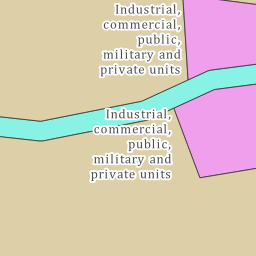 Industrial,
commercial,
public,
military and
private units
Industrial,
commercial,
public,
military and
private units